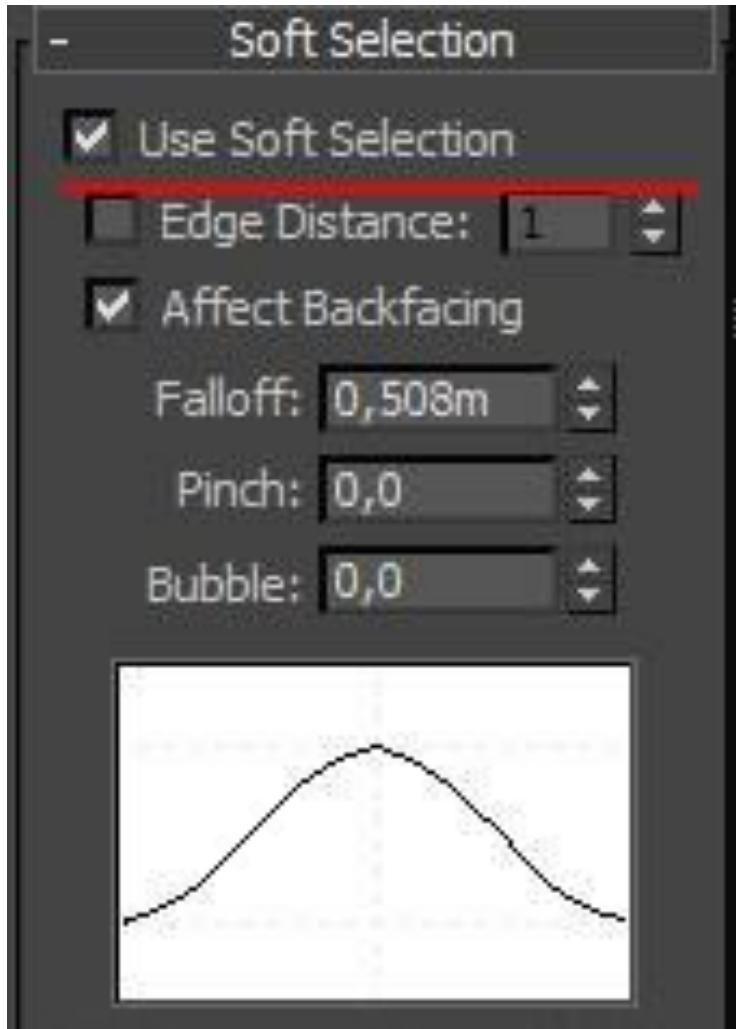 - Soft Selection
Use Soft Selection
Edge Distance: 1
Affect Backfacing
Falloff: 0,508m
Pinch: 0,0
Bubble: 0,0